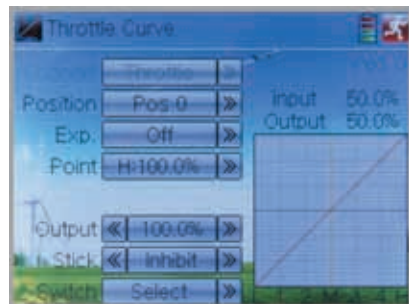 Throttle Curve
Throttle
Position Pos 0
Exp. Off
Point H:100.0%
Input 50.0%
Output 50.0%
Output 100.0%
Stick Inhibit
Switch Select